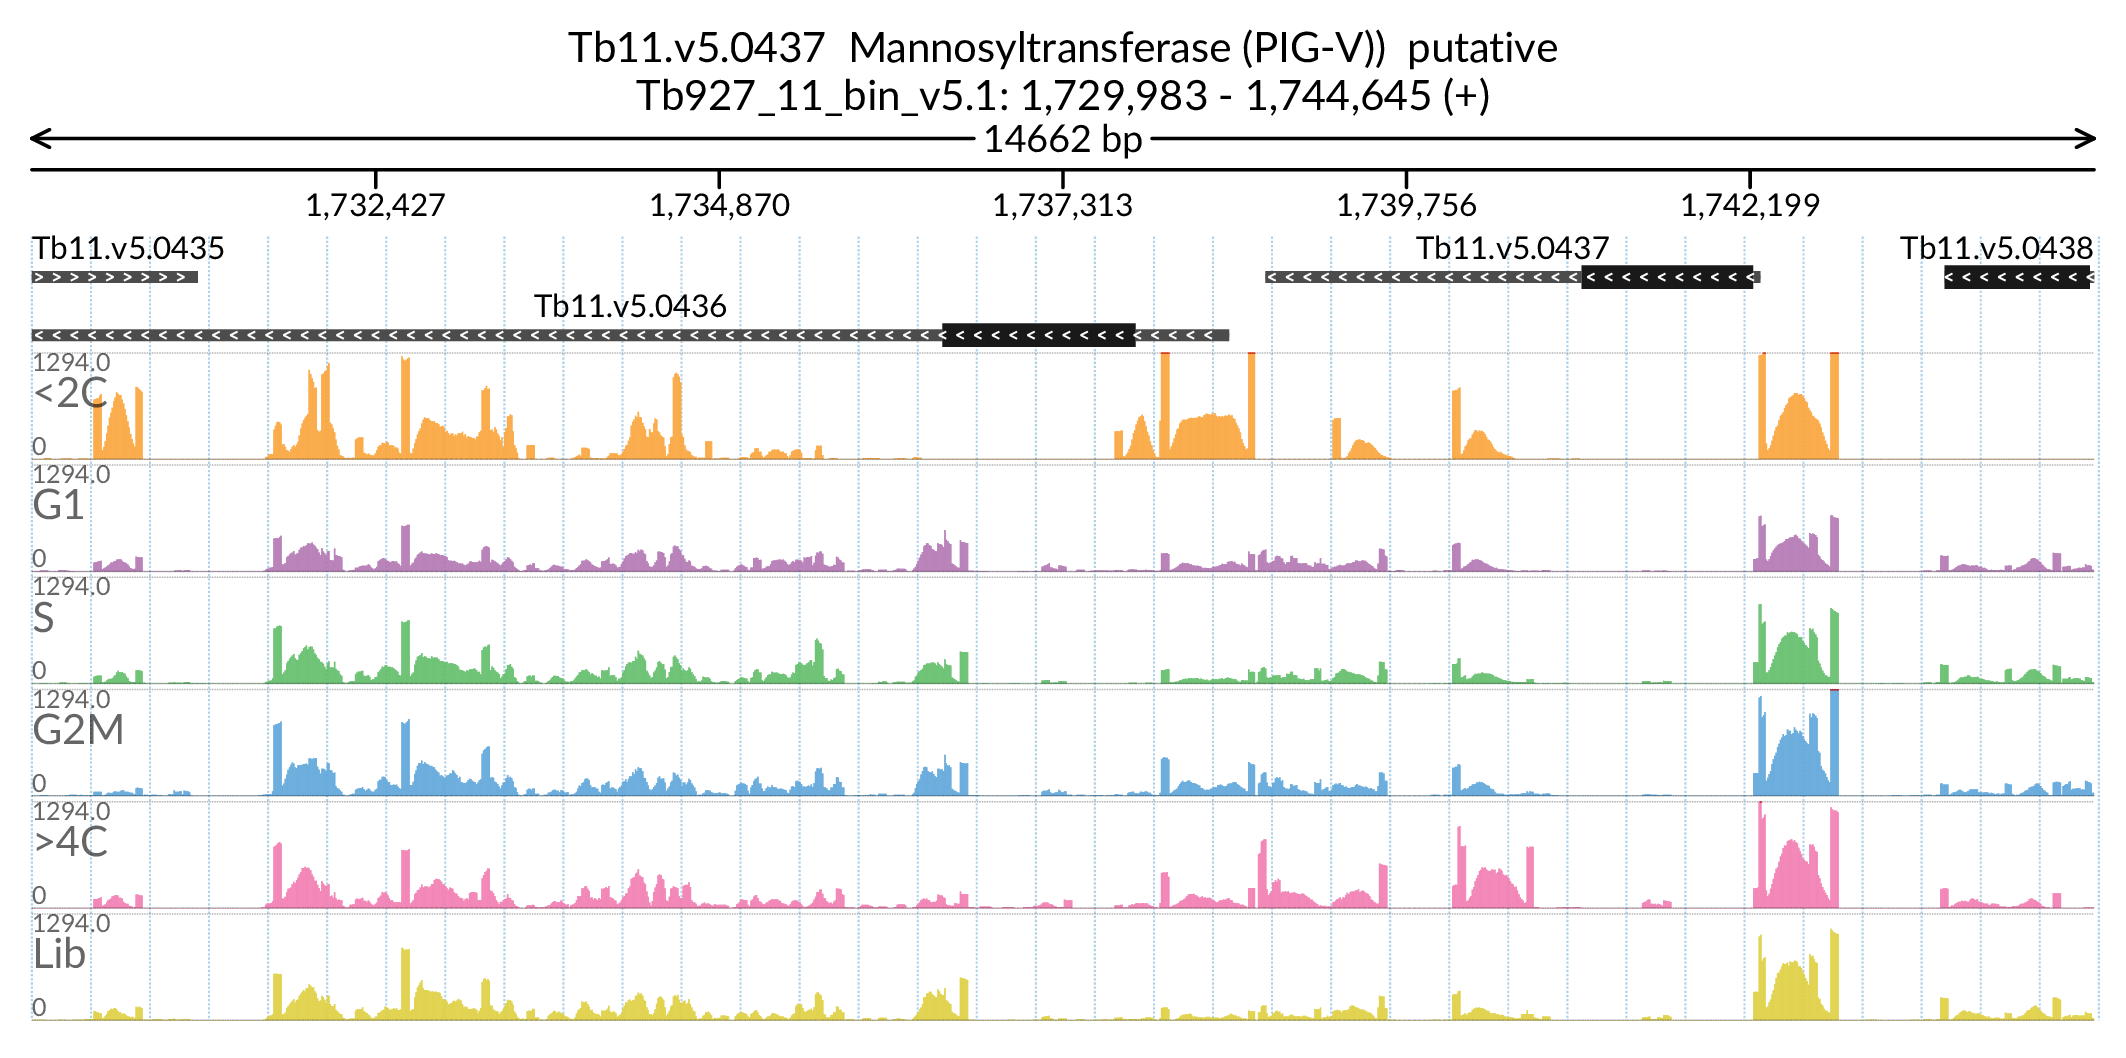 Tb11.v5.0437  Mannosyltransferase (PIG-V))  putative
Tb927_11_bin_v5.1: 1,729,983 - 1,744,645 (+)
14662 bp
1,732,427 1,734,870 1,737,313 1,739,756 1,742,199
Tb11.v5.0435 Tb11.v5.0437 Tb11.v5.0438
Tb11.v5.0436
1294.0
<2C
0
1294.0
G1
0
1294.0
S
0
1294.0
G2M
0
1294.0
>4C
0
1294.0
Lib
0